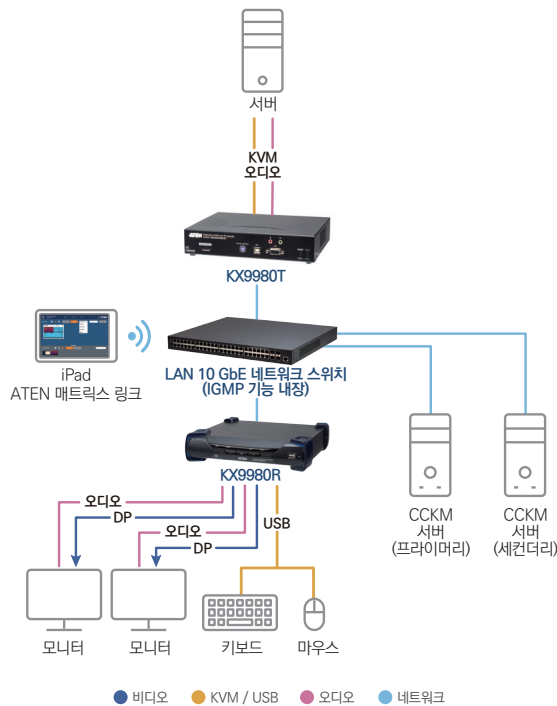 서버
KVM
오디오
ATEN
KX9980T
iPad
ATEN 매트릭스 링크
LAN 10 GbE 네트워크 스위치
(IGMP 기능 내장)
KX9980R
오디오
DP
오디오
DP
USB
CCKM
서버
(프라이머리)
CCKM
서버
(세컨더리)
모니터
모니터
키보드
마우스
비디오
KVM / USB
오디오
네트워크